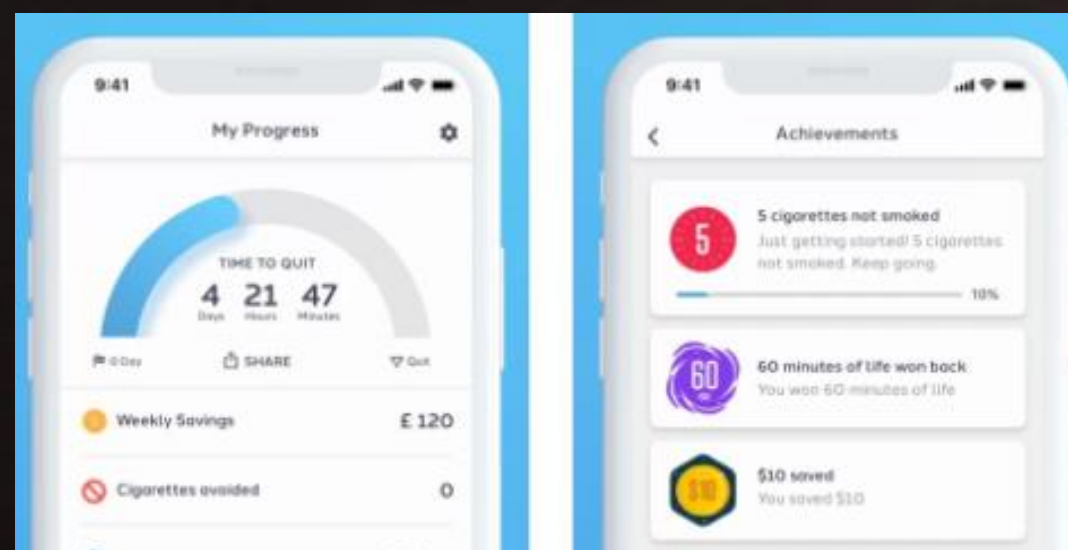 9:41
My Progress
TIME TO QUIT
4 21 47
Days Hours Minutes
0 Day
SHARE
Quit
Weekly Savings
£ 120
Cigarettes avoided
0
9:41
Achievements
5
5 cigarettes not smoked
Just getting started! 5 cigarettes
not smoked. Keep going.
10%
60
60 minutes of life won back
You won 60 minutes of life
$10
$10 saved
You saved $10